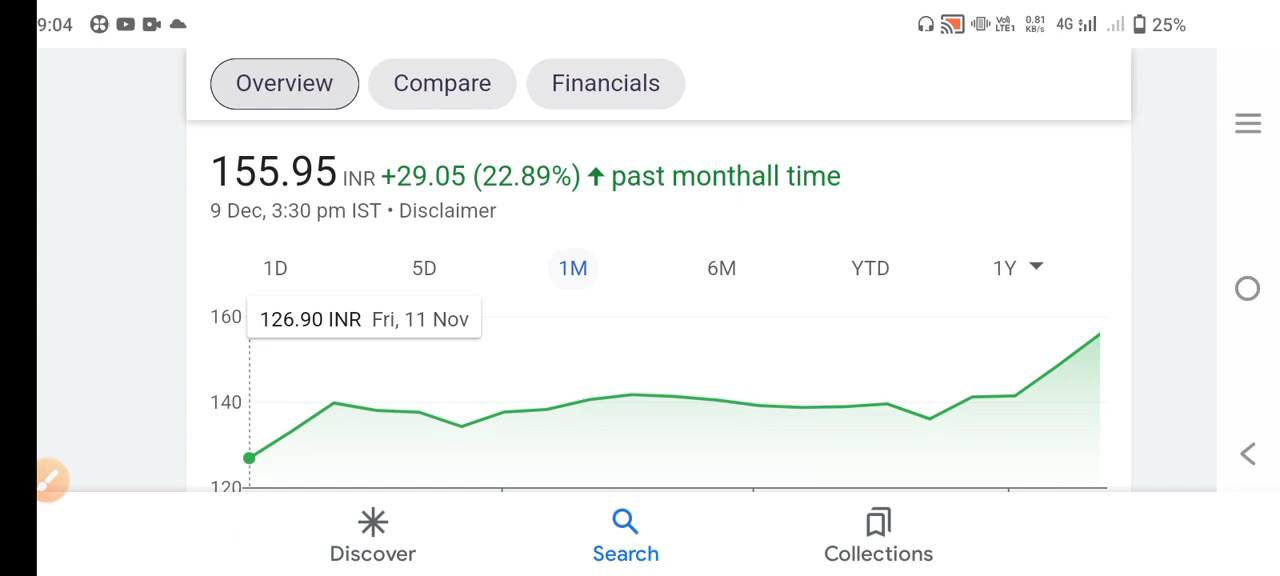 9:04 Vo) LTE1 0.81 KB/s 4G 25%
Overview Compare Financials
155.95 INR +29.05 (22.89%) ↑ past monthall time
9 Dec, 3:30 pm IST • Disclaimer
1D 5D 1M 6M YTD 1Y
160
126.90 INR Fri, 11 Nov
140
120
Discover Search Collections